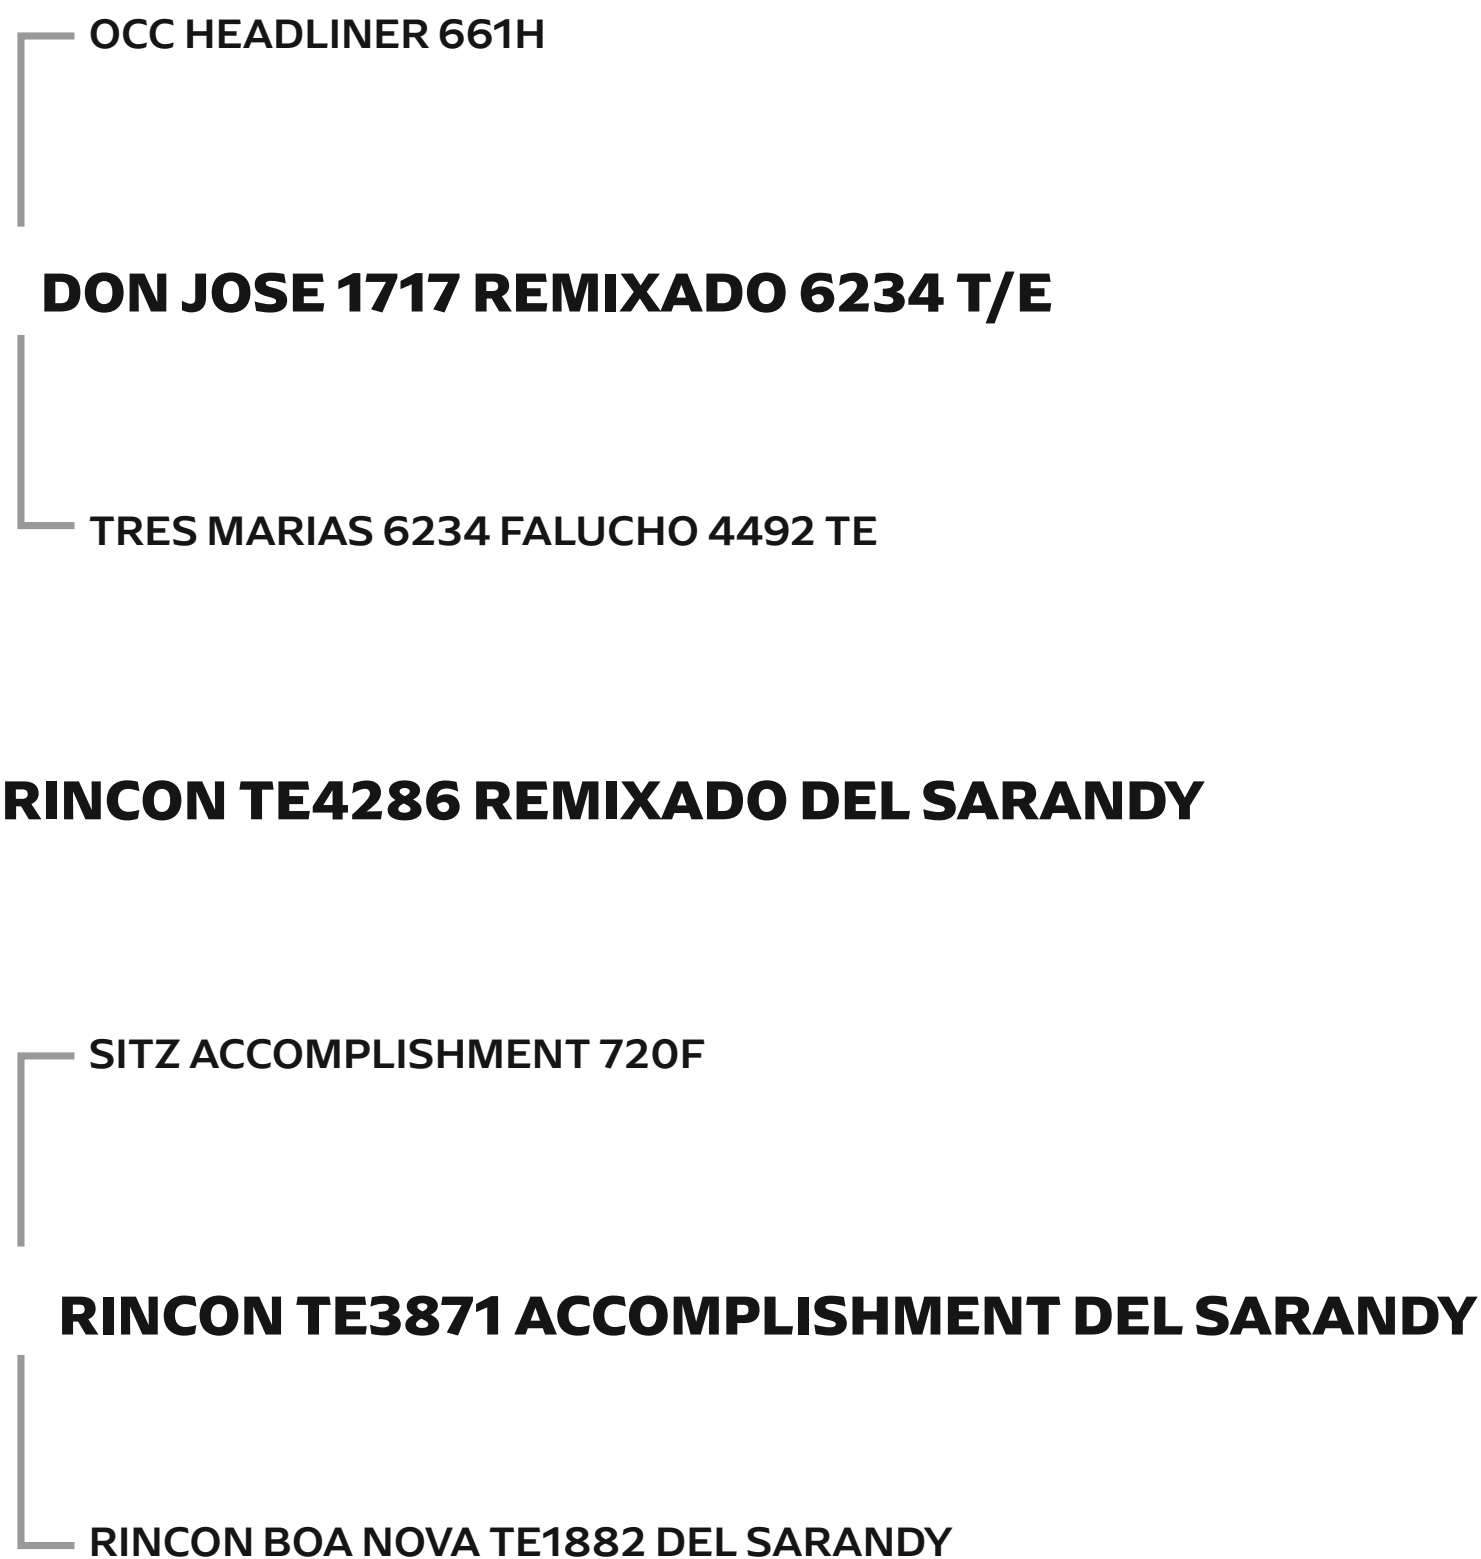 OCC HEADLINER 661H
DON JOSE 1717 REMIXADO 6234 T/E
TRES MARIAS 6234 FALUCHO 4492 TE
RINCON TE4286 REMIXADO DEL SARANDY
SITZ ACCOMPLISHMENT 720F
RINCON TE3871 ACCOMPLISHMENT DEL SARANDY
RINCON BOA NOVA TE1882 DEL SARANDY